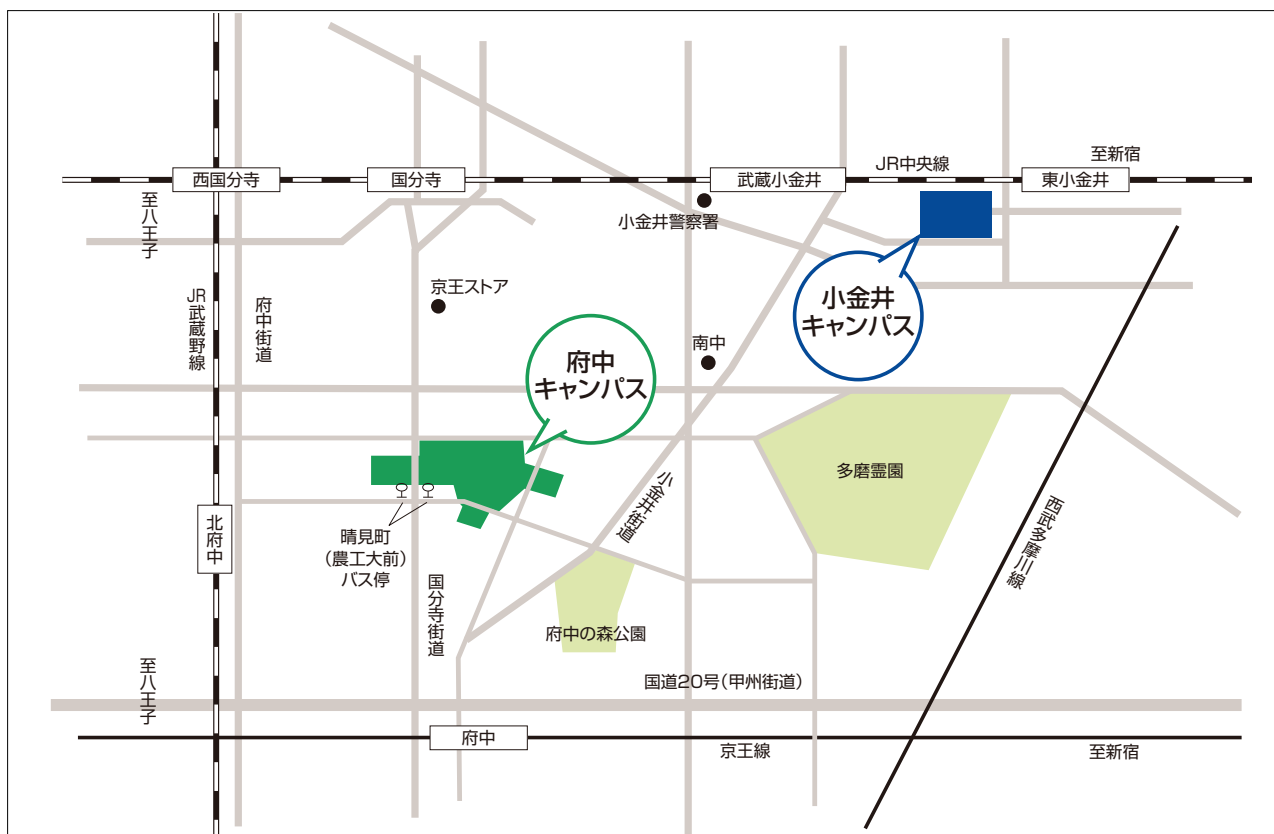 JR中央線
至新宿
西国分寺
国分寺
武蔵小金井
東小金井
至八王子
小金井警察署
JR武蔵野線
府中街道
京王ストア
小金井
キャンパス
南中
府中
キャンパス
多磨霊園
小金井街道
西武多摩川線
北府中
晴見町
(農工大前)
バス停
国分寺街道
府中の森公園
至八王子
国道20号(甲州街道)
府中
京王線
至新宿